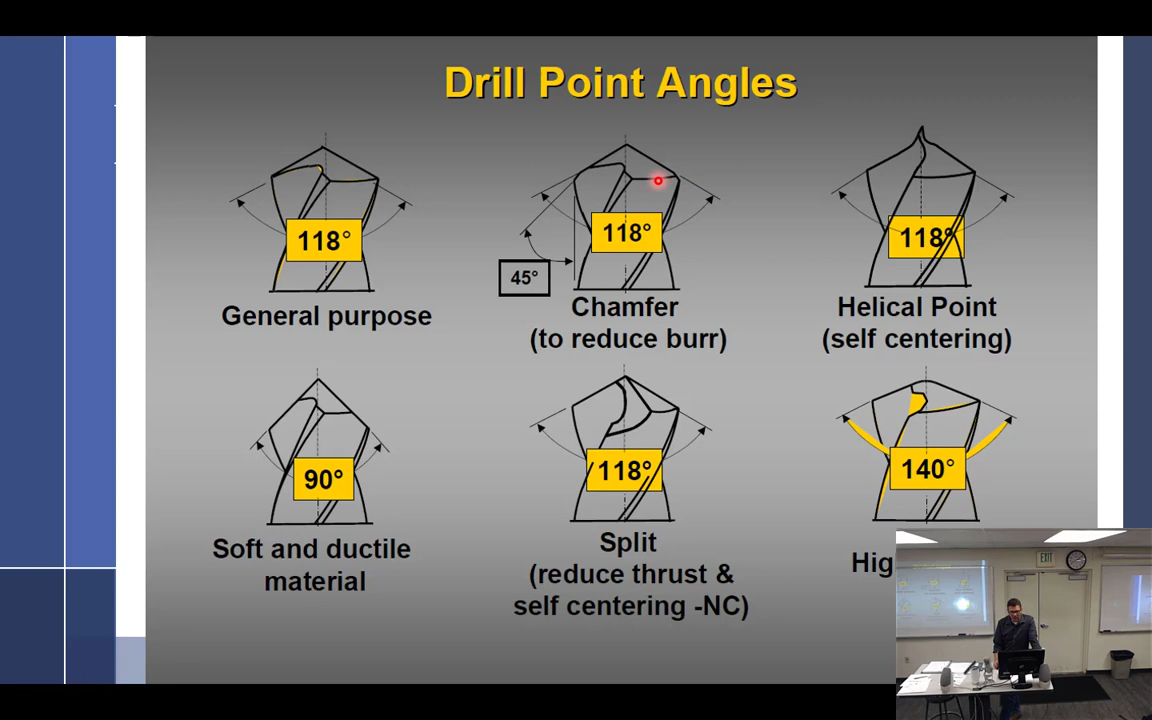 Drill Point Angles
118°
General purpose
118°
45°
Chamfer
(to reduce burr)
118°
Helical Point
(self centering)
90°
Soft and ductile
material
118°
Split
(reduce thrust &
self centering -NC)
140°
Hig
EXIT